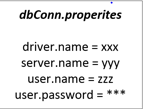 dbConn.properites
driver.name = xxx
server.name = yyy
user.name = zzz
user.password = ***